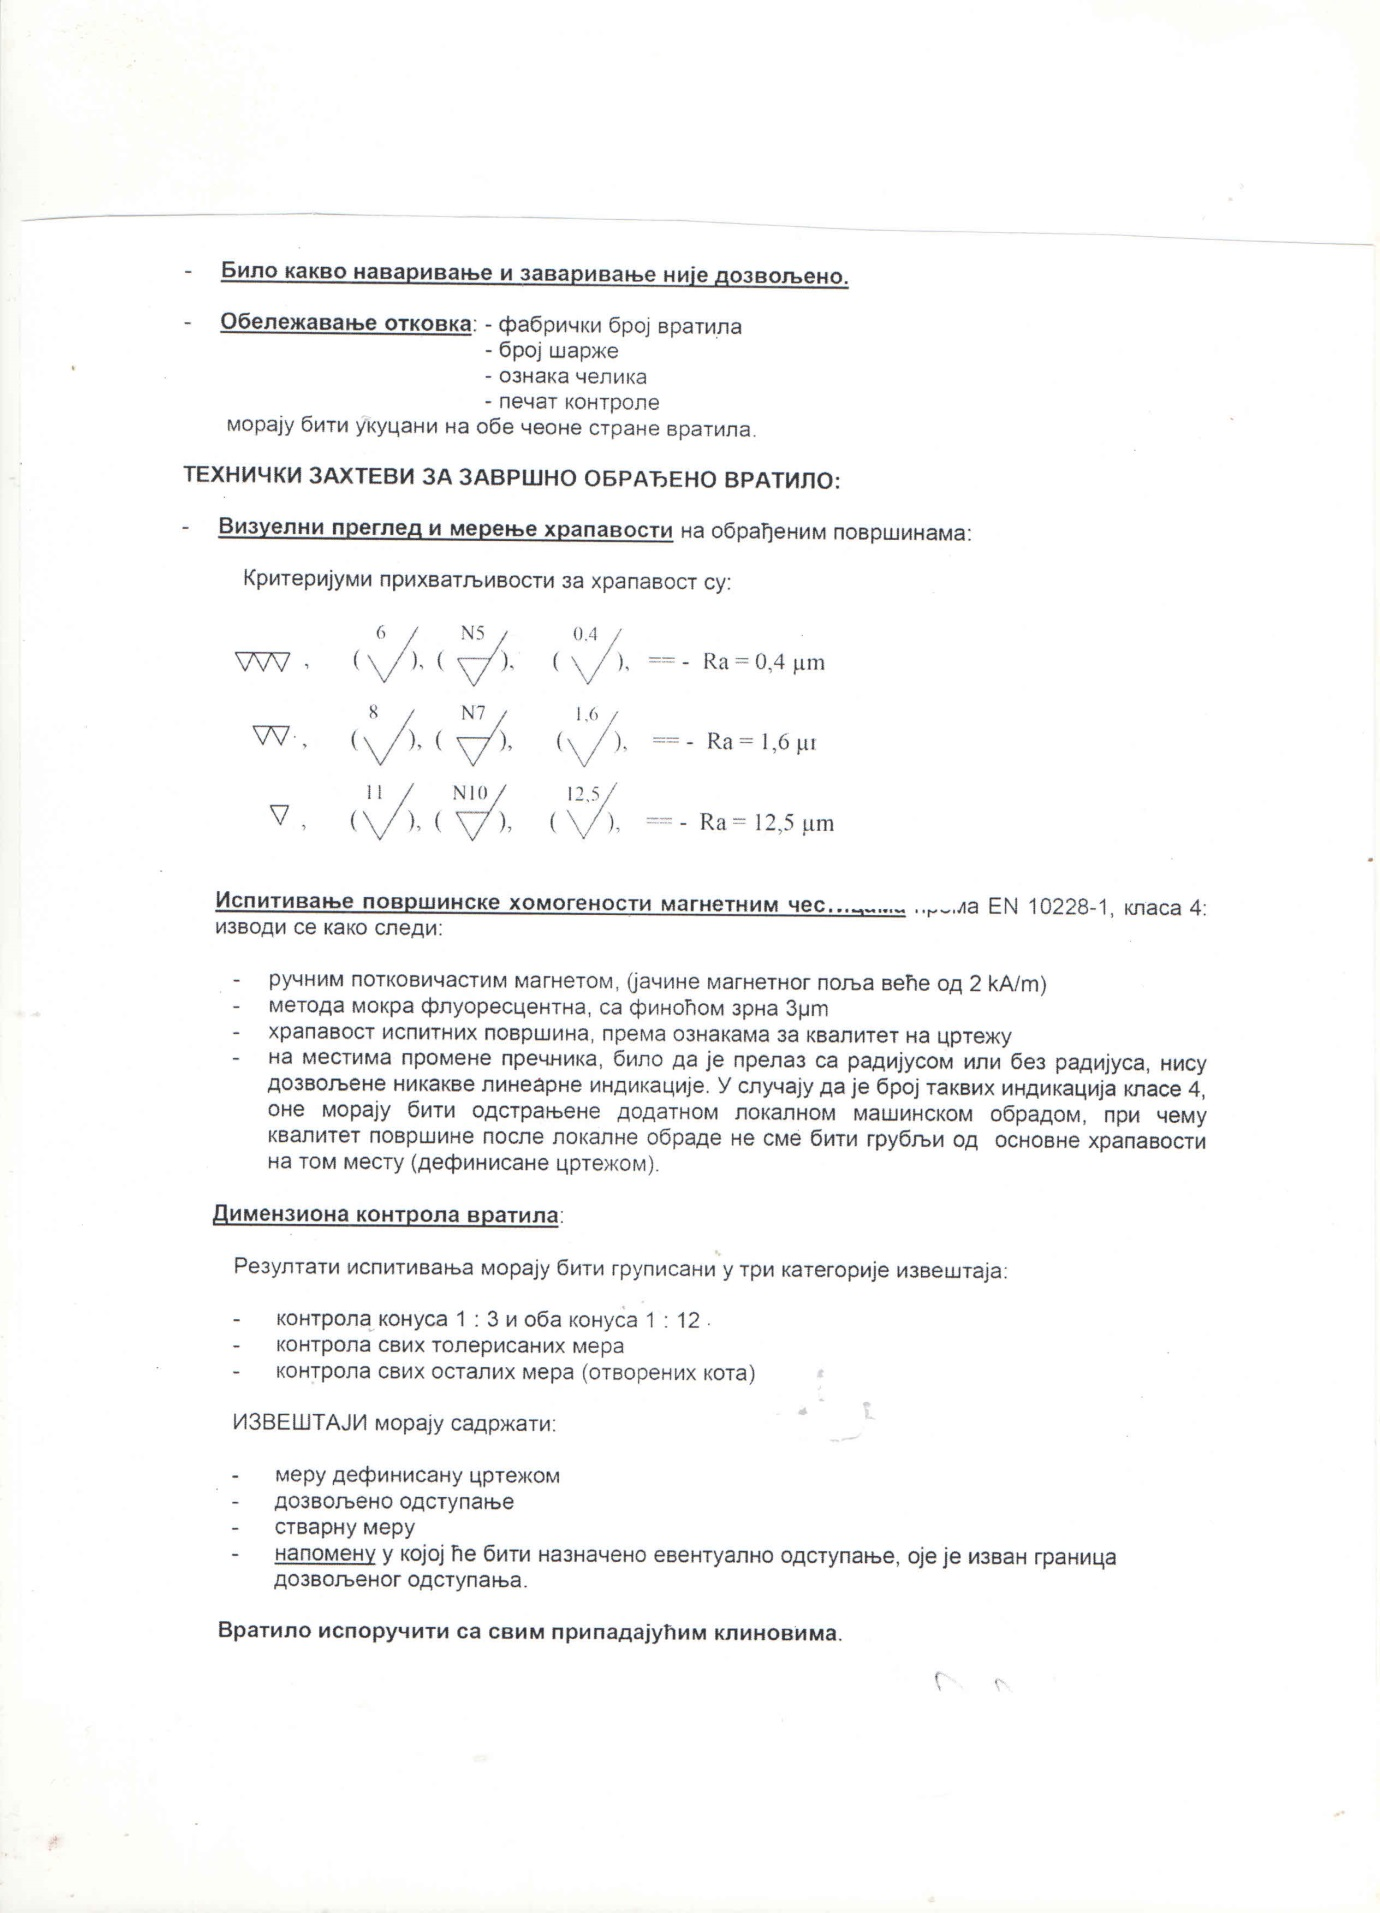 - Било какво наваривање и заваривање није дозвољено.
- Обележавање отковка: - фабрички број вратила
- број шарже
- ознака челика
- печат контроле
морају бити укуцани на обе чеоне стране вратила.
ТЕХНИЧКИ ЗАХТЕВИ ЗА ЗАВРШНО ОБРАЂЕНО ВРАТИЛО:
- Визуелни преглед и мерење храпавости на обрађеним површинама:
Критеријуми прихватљивости за храпавост су:
6 N5 0.4
▽▽▽ , ( ), ( ), ( ), == - Ra = 0,4 µm
8 N7 1,6
▽▽ , ( ), ( ), ( ), == - Ra = 1,6
11 N10 12,5
▽ , ( ), ( ), ( ), == - Ra = 12,5 µm
Испитивање површинске хомогености магнетним EN 10228-1, класа 4:
изводи се како следи:
- ручним потковичастим магнетом, (јачине магнетног поља веће од 2 kA/m)
- метода мокра флуоресцентна, са финоћом зрна 3µm
- храпавост испитних површина, према ознакама за квалитет на цртежу
- на местима промене пречника, било да је прелаз са радијусом или без радијуса, нису
дозвољене никакве линеарне индикације. У случају да је број таквих индикација класе 4,
оне морају бити одстрањене додатном локалном машинском обрадом, при чему
квалитет површине после локалне обраде не сме бити грубљи од основне храпавости
на том месту (дефинисане цртежом).
Димензиона контрола вратила:
Резултати испитивања морају бити груписани у три категорије извештаја:
- контрола конуса 1 : 3 и оба конуса 1 : 12
- контрола свих толерисаних мера
- контрола свих осталих мера (отворених кота)
ИЗВЕШТАЈИ морају садржати:
- меру дефинисану цртежом
- дозвољено одступање
- стварну меру
- напомену у којој ће бити назначено евентуално одступање, оје је изван граница
дозвољеног одступања.
Вратило испоручити са свим припадајућим клиновима.